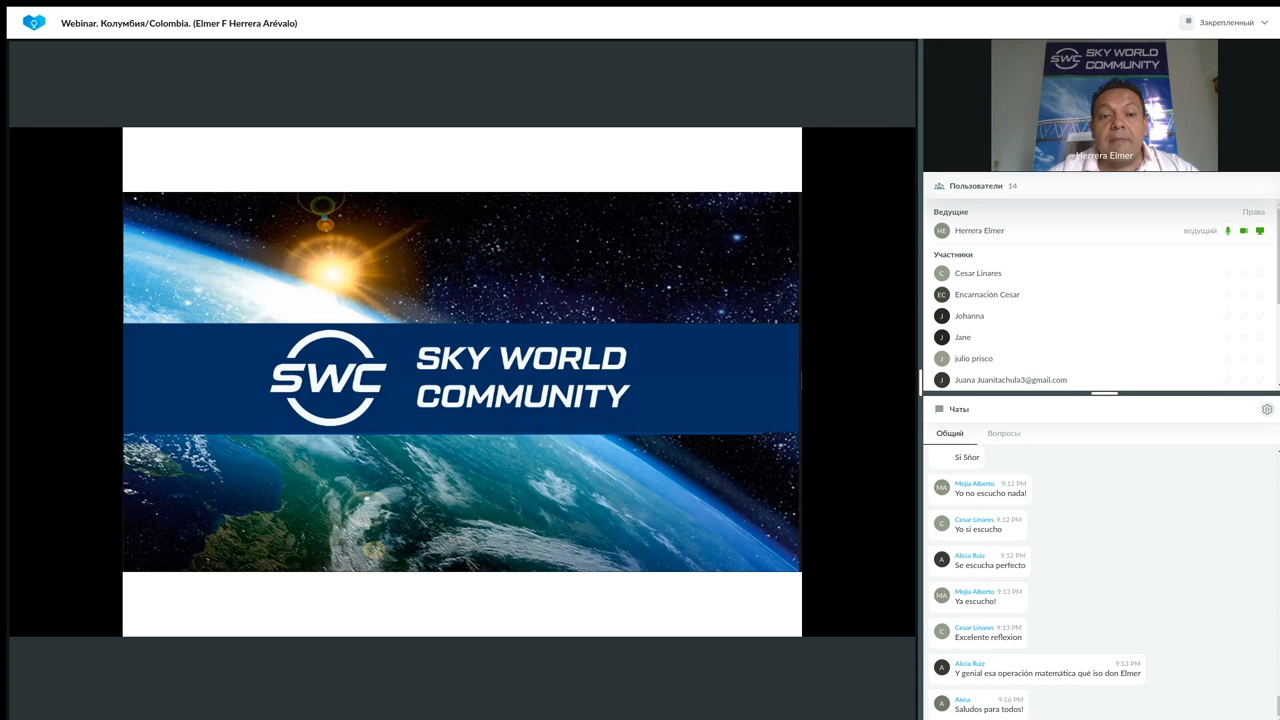 Webinar. Колумбия/Colombia. (Elmer F Herrera Arévalo)
Закрепленный
SWC
SKY WORLD
COMMUNITY
SWC SKY WORLD
COMMUNITY
Herrera Elmer
Пользователи 14
Ведущие Права
HE Herrera Elmer ведущий
Участники
C Cesar Linares
EC Encarnación Cesar
J Johanna
J Jane
J julio prisco
J Juana Juanitachula3@gmail.com
Чаты
Общий Вопросы
Si Sñor
MA Mejia Alberto 9:12 PM
Yo no escucho nada!
C Cesar Linares 9:12 PM
Yo si escucho
A Alicia Ruiz 9:12 PM
Se escucha perfecto
MA Mejia Alberto 9:13 PM
Ya escucho!
C Cesar Linares 9:13 PM
Excelente reflexion
A Alicia Ruiz 9:13 PM
Y genial esa operación matemática qué iso don Elmer
A Anna 9:16 PM
Saludos para todos!